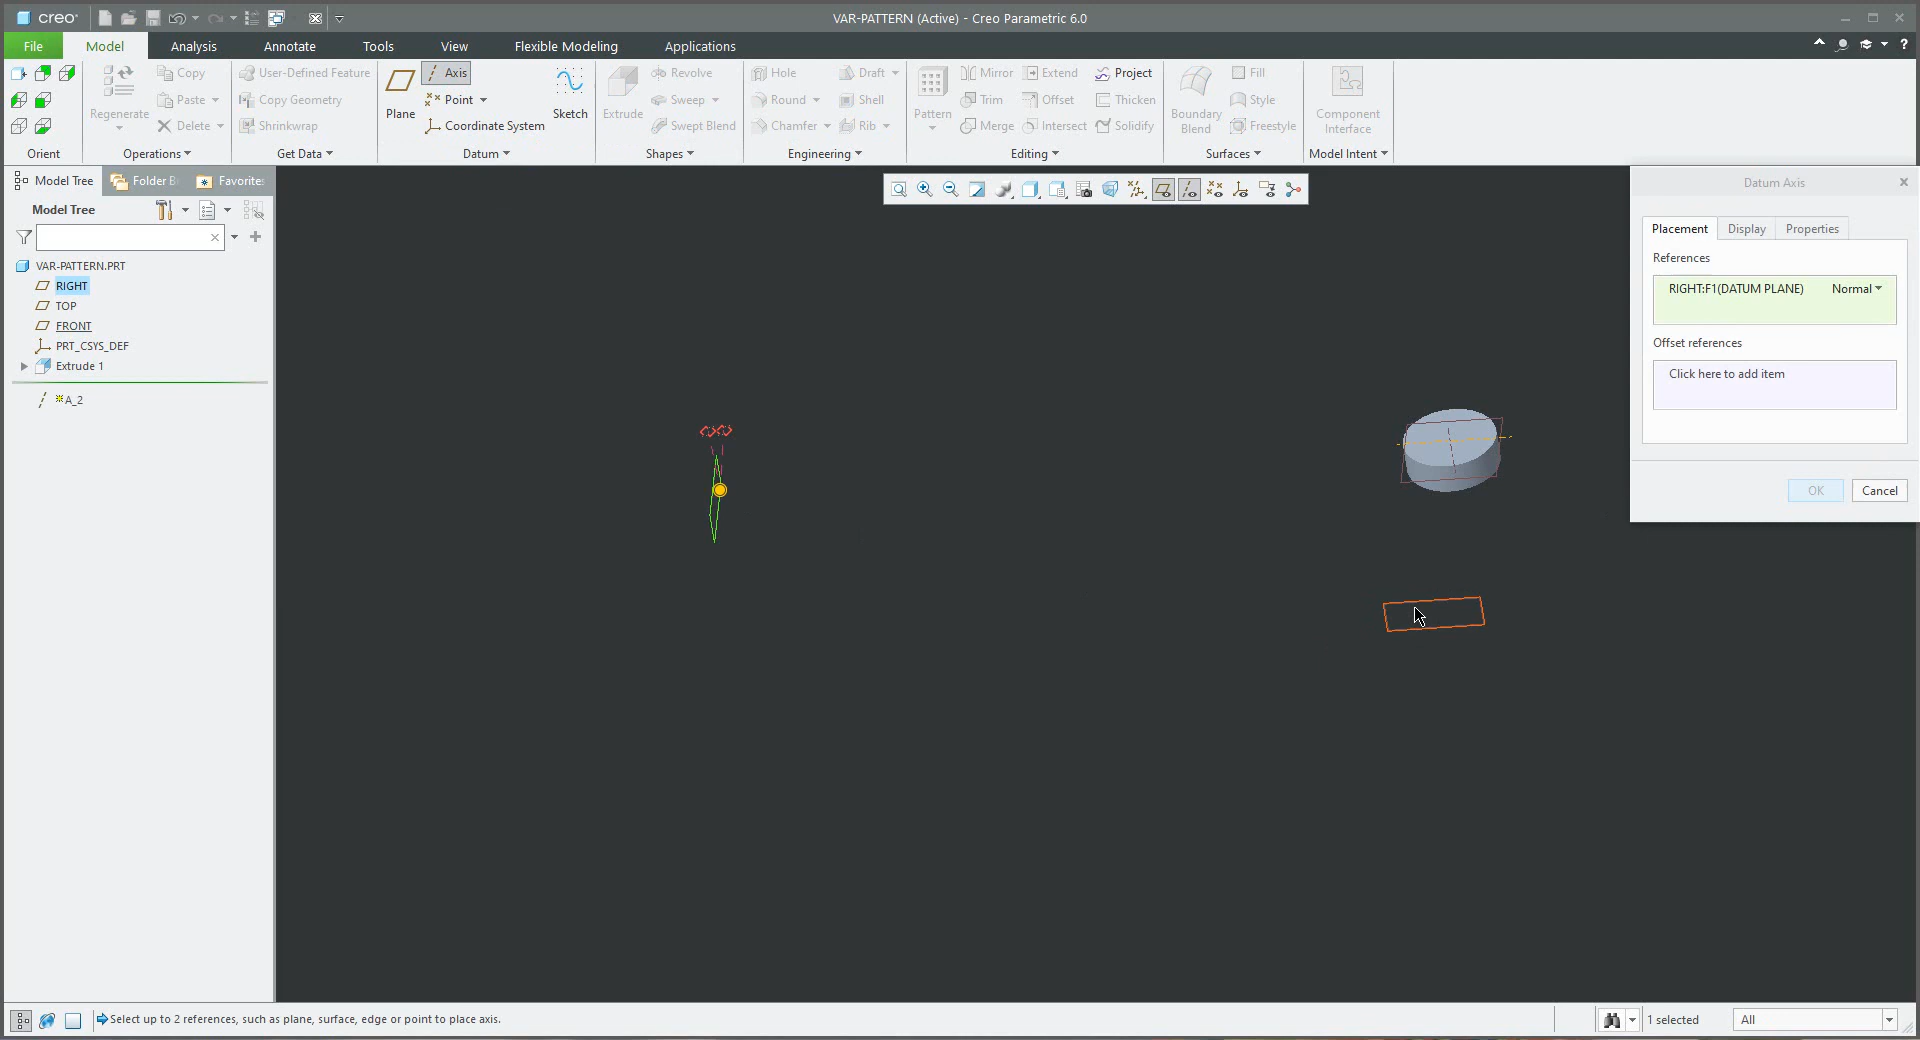 creo
VAR-PATTERN (Active) - Creo Parametric 6.0
File
Model
Analysis
Annotate
Tools
View
Flexible Modeling
Applications
Regenerate
Copy
Paste
Delete
User-Defined Feature
Copy Geometry
Shrinkwrap
Plane
Axis
Point
Coordinate System
Sketch
Extrude
Revolve
Sweep
Swept Blend
Hole
Round
Chamfer
Draft
Shell
Rib
Pattern
Mirror
Trim
Merge
Extend
Offset
Intersect
Project
Thicken
Solidify
Boundary
Blend
Fill
Style
Freestyle
Component
Interface
Orient
Operations
Get Data
Datum
Shapes
Engineering
Editing
Surfaces
Model Intent
Model Tree
Folder B
Favorite
Model Tree
VAR-PATTERN.PRT
RIGHT
TOP
FRONT
PRT_CSYS_DEF
Extrude 1
A_2
Datum Axis
Placement
Display
Properties
References
RIGHT:F1(DATUM PLANE)
Normal
Offset references
Click here to add item
OK
Cancel
Select up to 2 references, such as plane, surface, edge or point to place axis.
1 selected
All